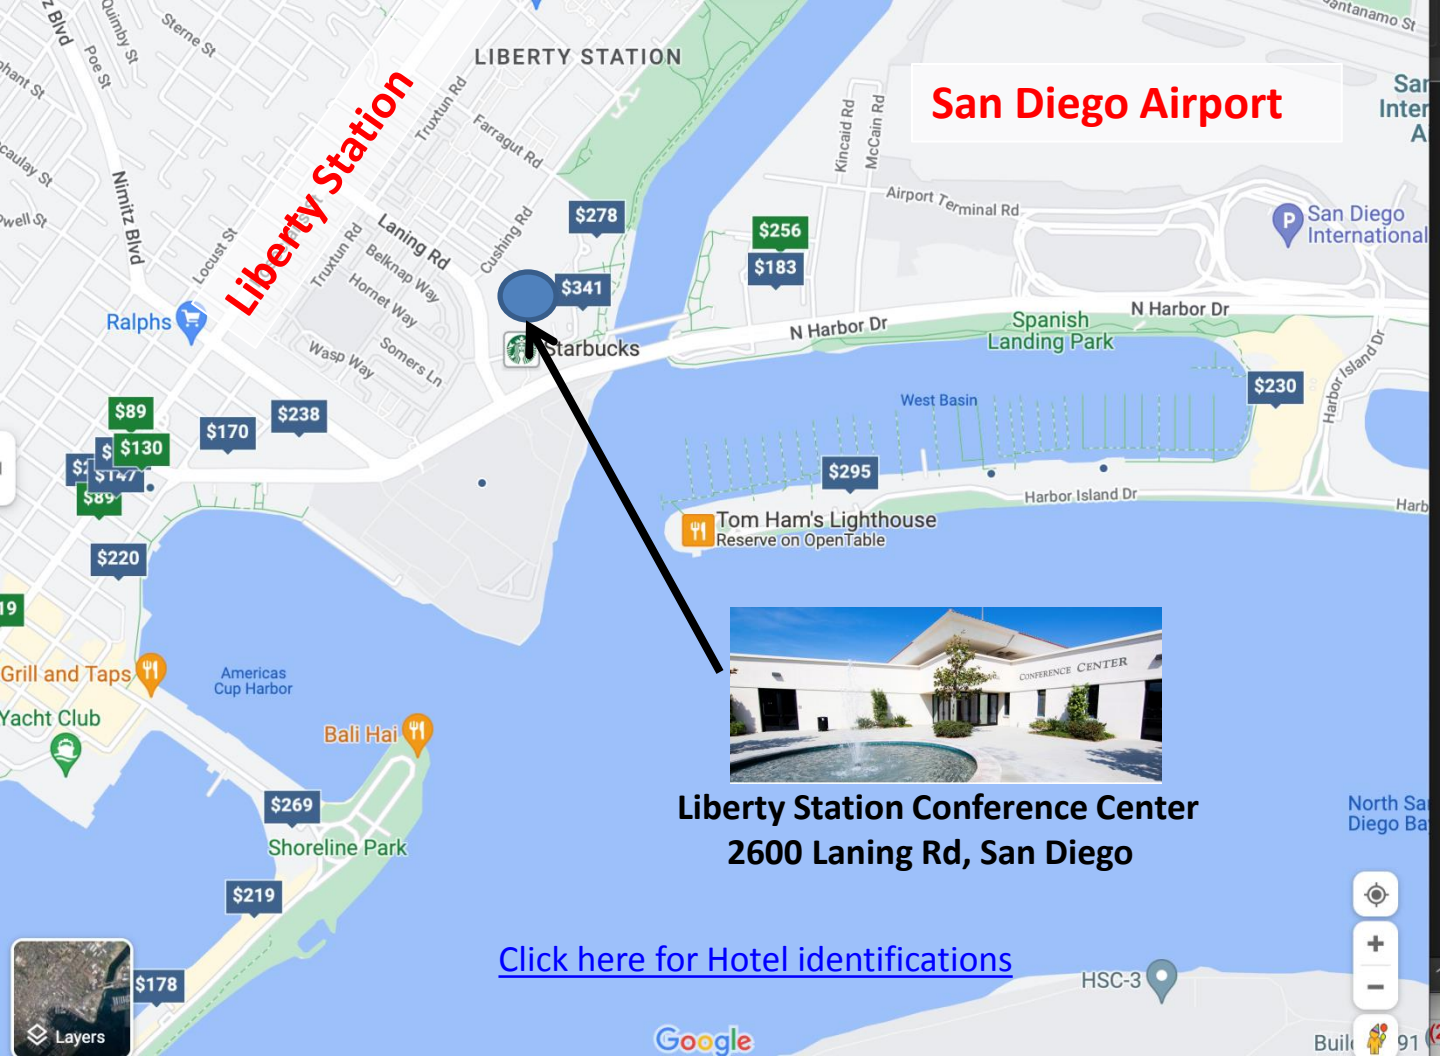 Blvd
Quimby St
Sterne St
Poe St
LIBERTY STATION
San Diego Airport
Liberty Station
Truxtun Rd
Farragut Rd
Kincaid Rd
McCain Rd
Nimitz Blvd
Locust St
Truxtun Rd
Laning Rd
Cushing Rd
Belknap Way
Hornet Way
$278
$256
$183
Airport Terminal Rd
P
San Diego
International
$341
Ralphs
Starbucks
N Harbor Dr
Spanish
Landing Park
N Harbor Dr
Harbor Island Dr
Wasp Way
Somers Ln
West Basin
$230
$89
$130
$170
$238
$147
$89
$295
Harbor Island Dr
Tom Ham's Lighthouse
Reserve on OpenTable
$220
19
Grill and Taps
Americas
Cup Harbor
CONFERENCE CENTER
Yacht Club
Bali Hai
$269
Shoreline Park
Liberty Station Conference Center
2600 Laning Rd, San Diego
$219
Click here for Hotel identifications
$178
HSC-3
Layers
Google
91